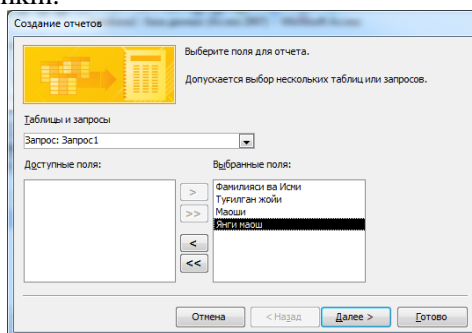 Создание отчетов
Выберите поля для отчета.
Допускается выбор нескольких таблиц или запросов.
Таблицы и запросы
Запрос: Запрос1
Доступные поля:
Выбранные поля:
Фамилияси ва Исми
Туғилган жойи
Маоши
Янги маош
>
>>
<
<<
Отмена
< Назад
Далее >
Готово